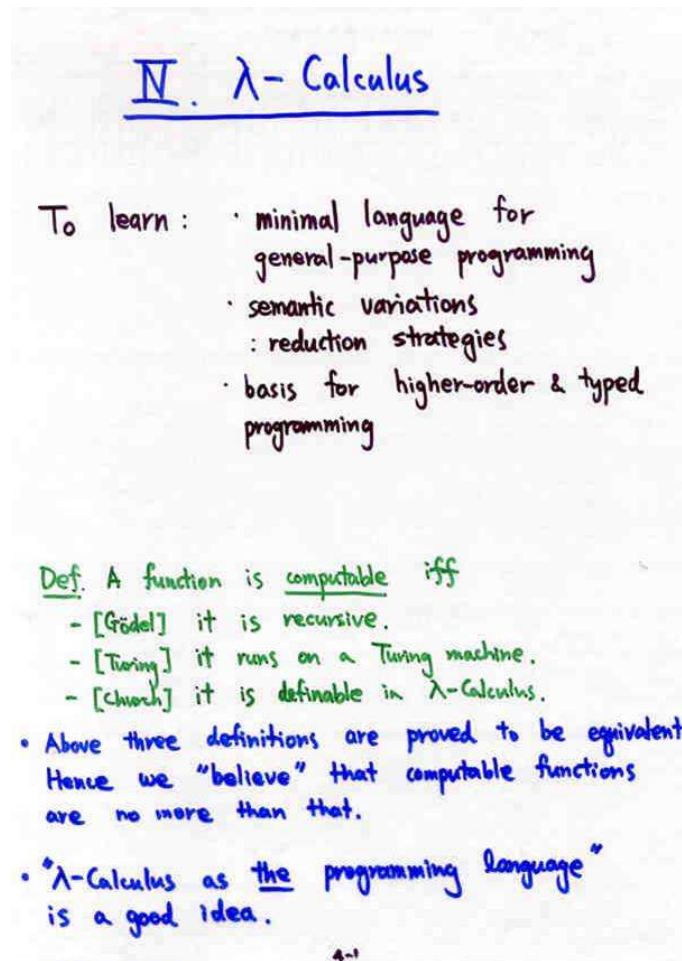 IV. λ- Calculus
To learn : · minimal language for
general-purpose programming
· semantic variations
: reduction strategies
· basis for higher-order & typed
programming
Def. A function is computable iff
- [Gödel] it is recursive.
- [Turing] it runs on a Turing machine.
- [Church] it is definable in λ-Calculus.
• Above three definitions are proved to be equivalent
Hence we "believe" that computable functions
are no more than that.
• "λ-Calculus as the programming language"
is a good idea.
4-1